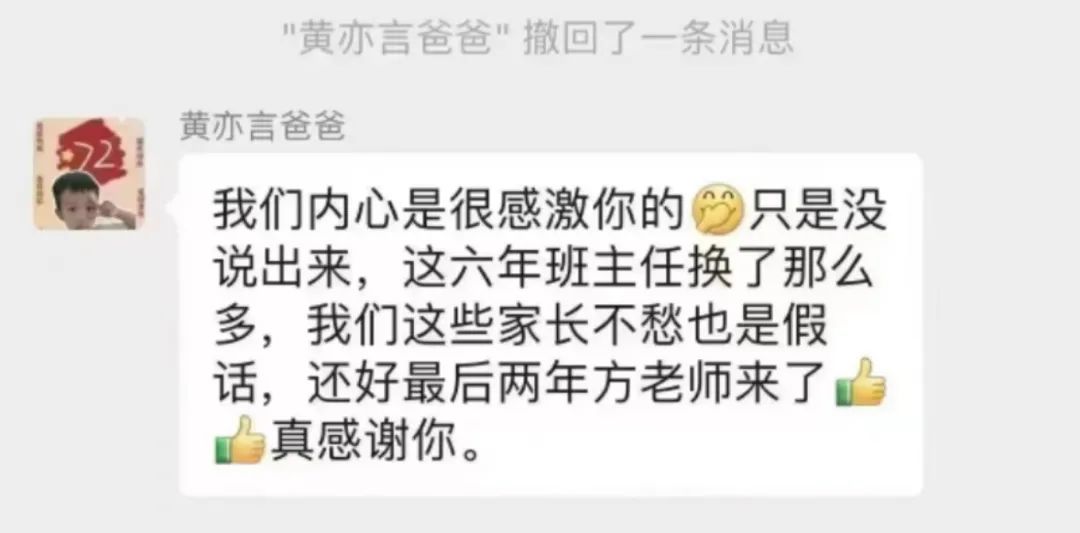 "黄亦言爸爸" 撤回了一条消息
黄亦言爸爸
72
我们内心是很感激你的🤭只是没
说出来，这六年班主任换了那么
多，我们这些家长不愁也是假
话，还好最后两年方老师来了👍
👍真感谢你。